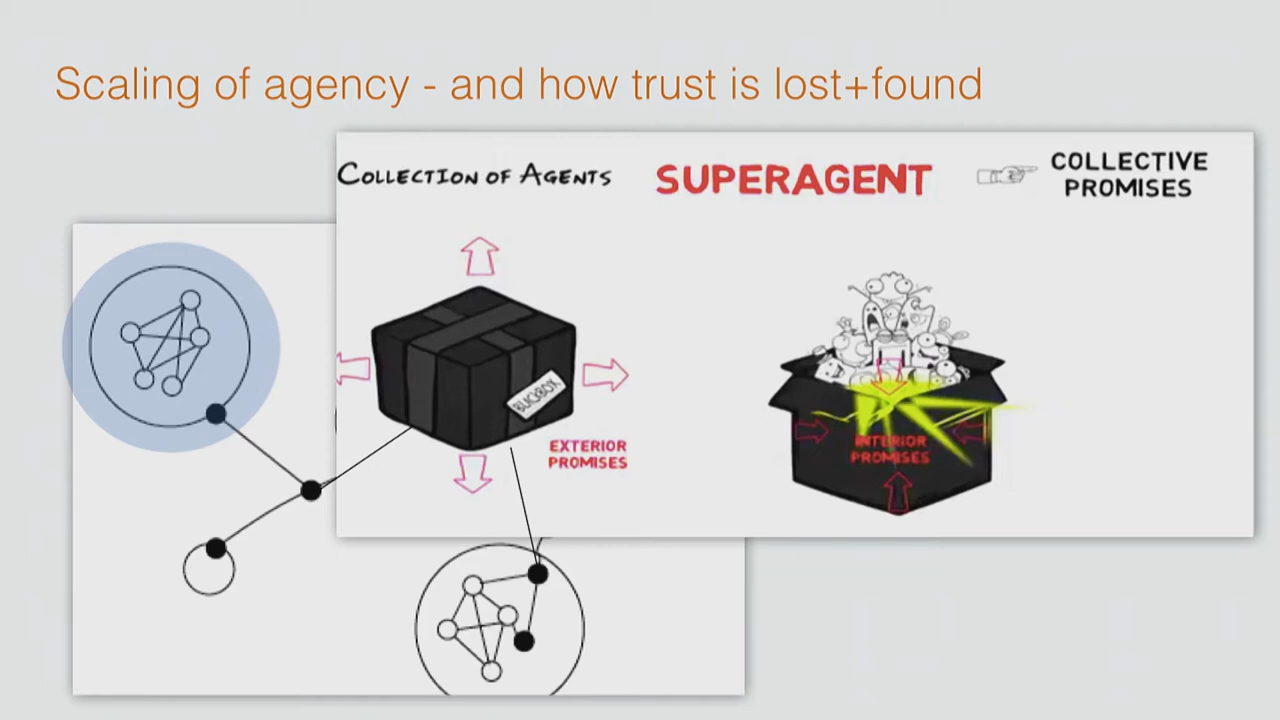 Scaling of agency - and how trust is lost+found
COLLECTION OF AGENTS
SUPERAGENT
COLLECTIVE
PROMISES
BLACKBOX
EXTERIOR
PROMISES
INTERIOR
PROMISES